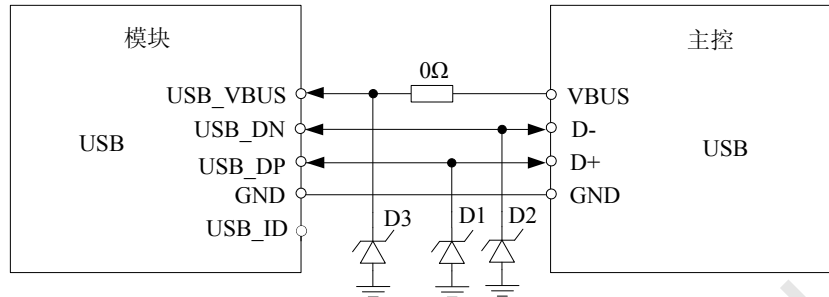 模块
主控
0Ω
USB_VBUS
VBUS
USB_DN
D-
USB
USB
USB_DP
D+
GND
GND
USB_ID
D3
D1
D2